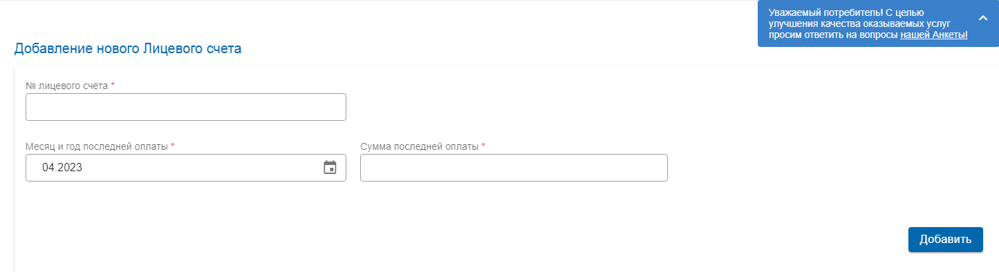 Уважаемый потребитель! С целью
улучшения качества оказываемых услуг
просим ответить на вопросы нашей Анкеты!
Добавление нового Лицевого счета
№ лицевого счета *
Месяц и год последней оплаты *
Сумма последней оплаты *
04.2023
Добавить